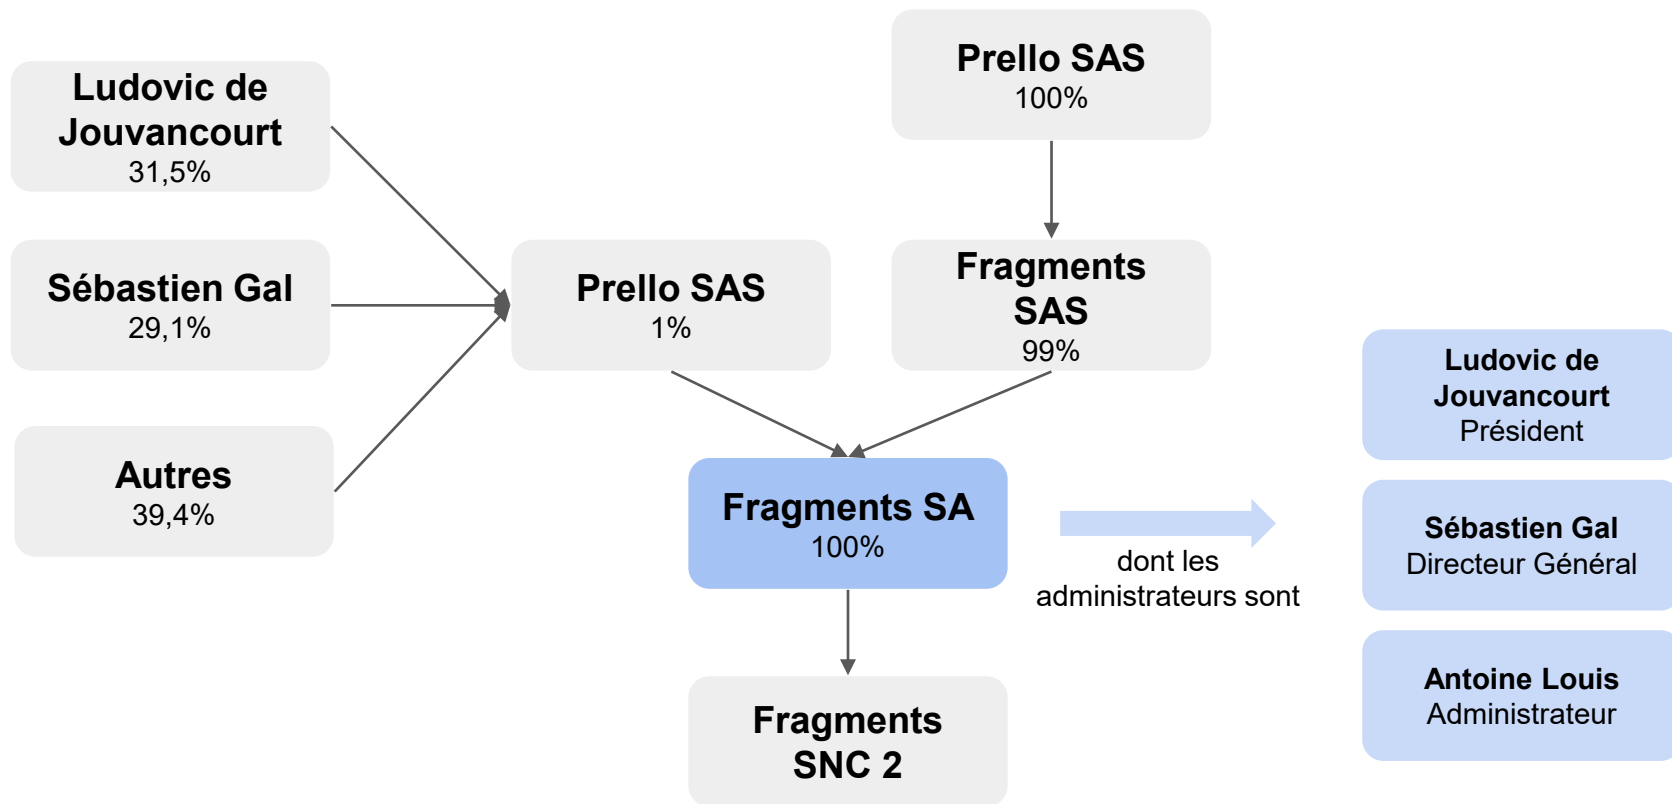 Prello SAS
100%
Ludovic de
Jouvancourt
31,5%
Sébastien Gal
29,1%
Prello SAS
1%
Fragments
SAS
99%
Autres
39,4%
Fragments SA
100%
dont les
administrateurs sont
Ludovic de
Jouvancourt
Président
Sébastien Gal
Directeur Général
Antoine Louis
Administrateur
Fragments
SNC 2